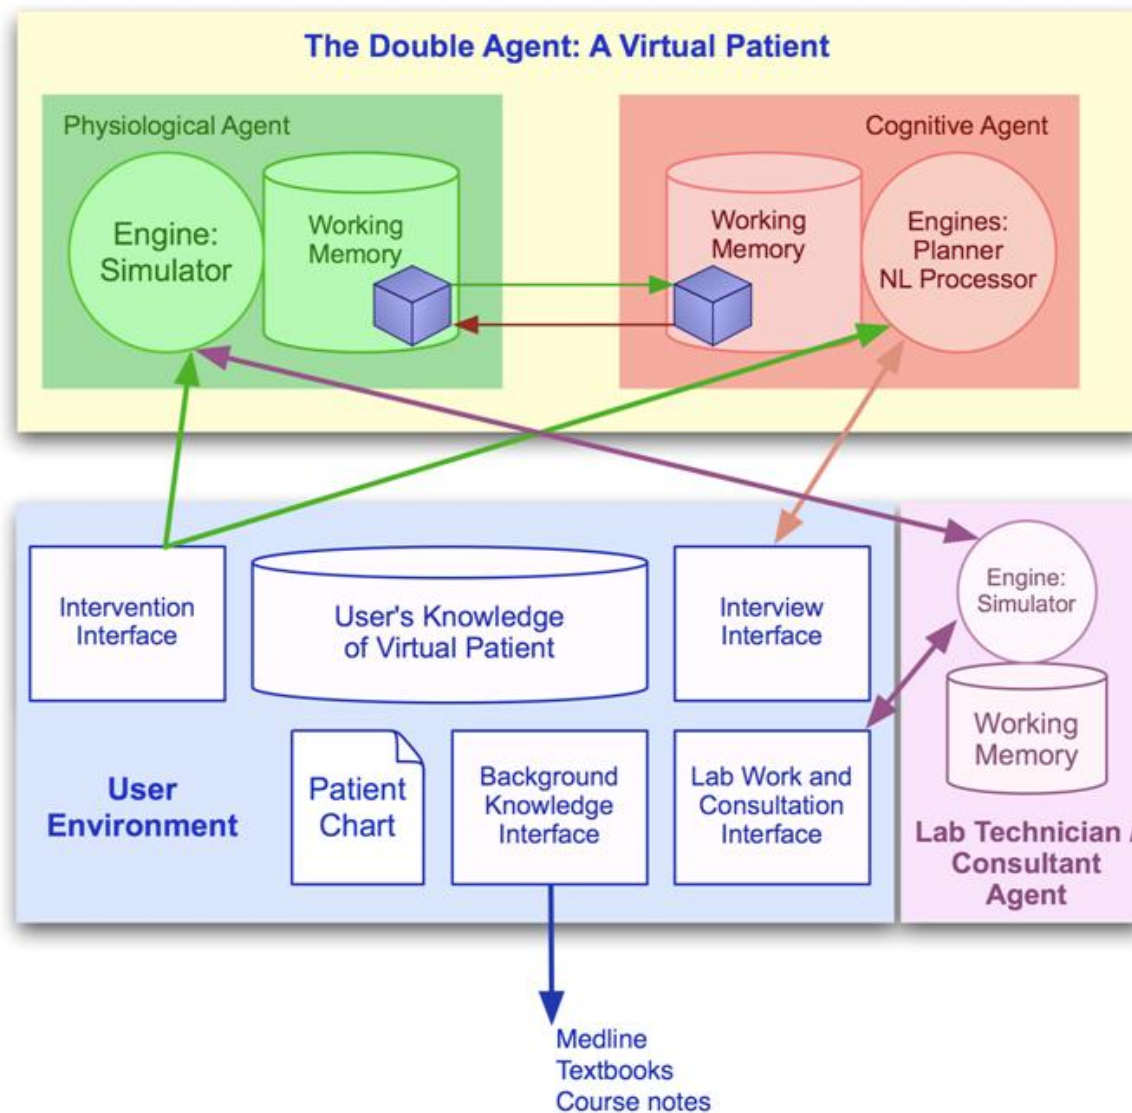 The Double Agent: A Virtual Patient
Physiological Agent
Engine:
Simulator
Working
Memory
Cognitive Agent
Working
Memory
Engines:
Planner
NL Processor
Intervention
Interface
User's Knowledge
of Virtual Patient
Interview
Interface
Engine:
Simulator
Working
Memory
User
Environment
Patient
Chart
Background
Knowledge
Interface
Lab Work and
Consultation
Interface
Lab Technician /
Consultant
Agent
Medline
Textbooks
Course notes